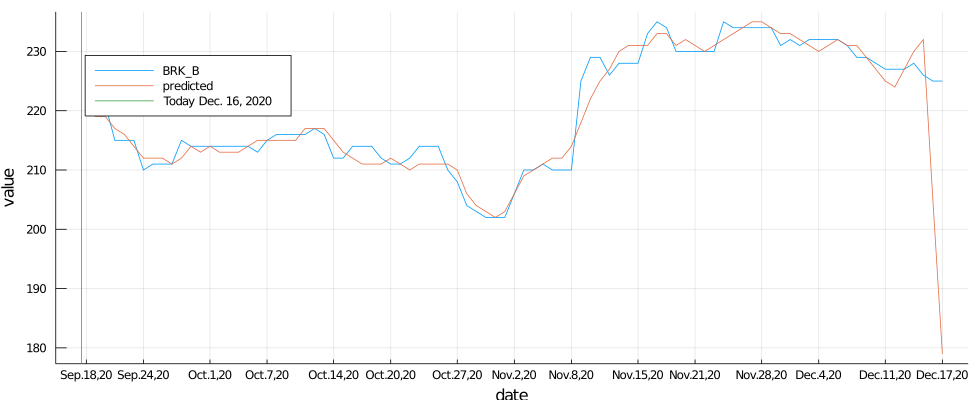 230
220
210
200
190
180
value
BRK_B
predicted
Today Dec. 16, 2020
Sep.18,20 Sep.24,20 Oct.1,20 Oct.7,20 Oct.14,20 Oct.20,20 Oct.27,20 Nov.2,20 Nov.8,20 Nov.15,20 Nov.21,20 Nov.28,20 Dec.4,20 Dec.11,20 Dec.17,20
date